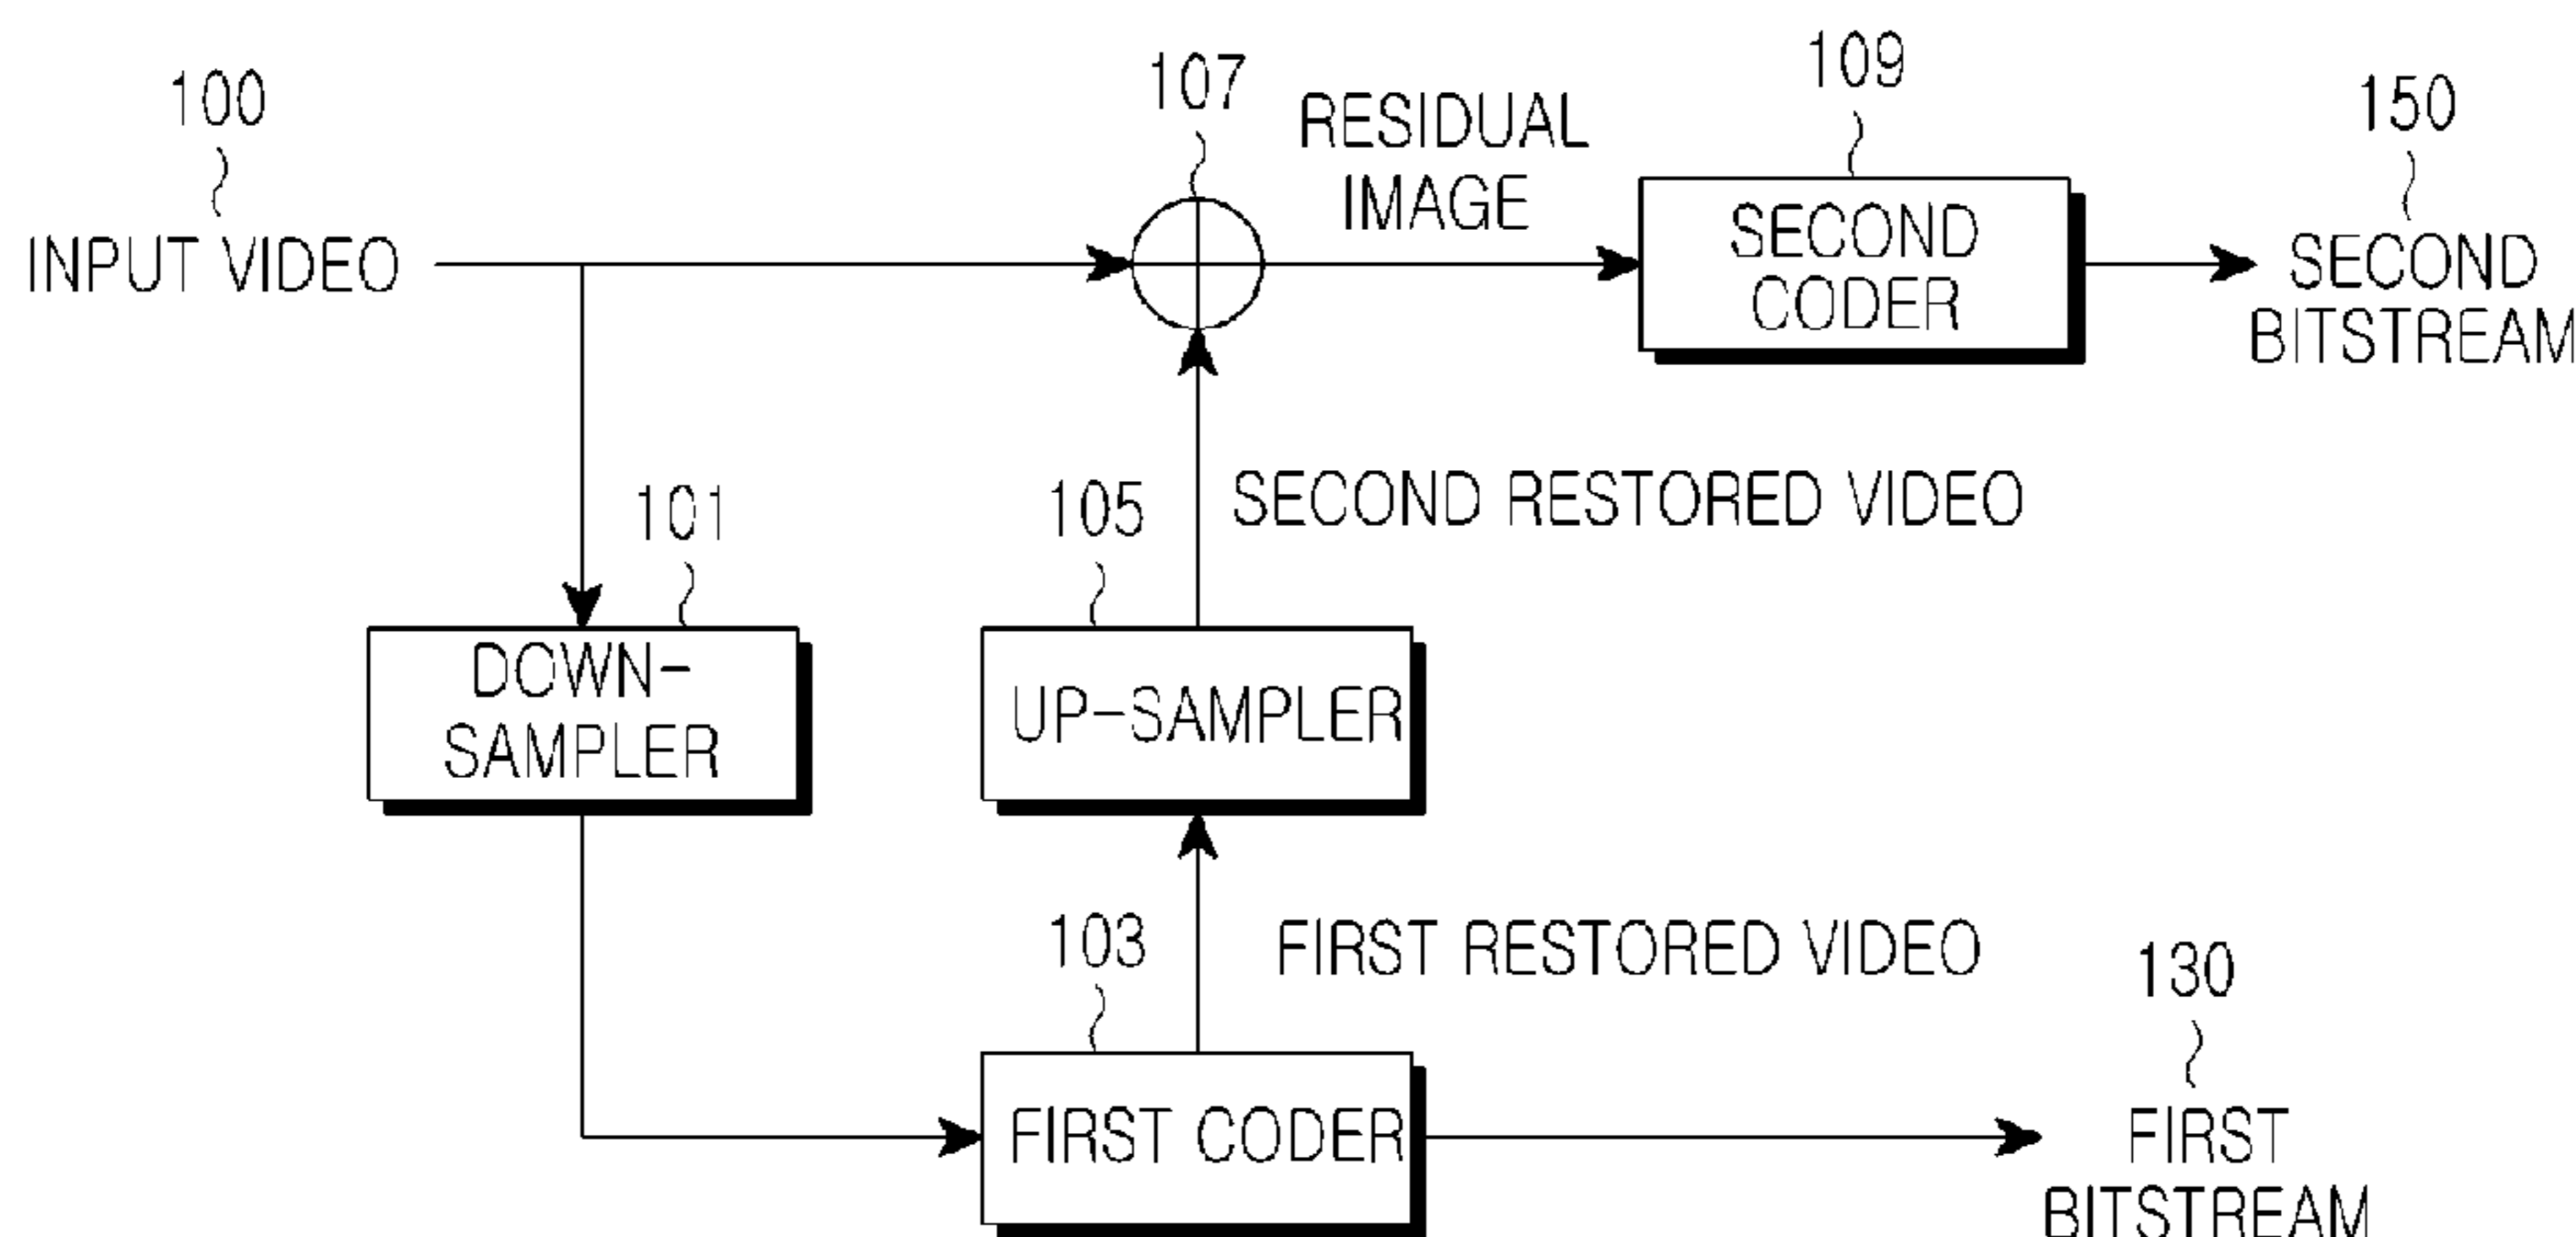 100
INPUT VIDEO
107
RESIDUAL
IMAGE
109
SECOND
CODER
150
SECOND
BITSTREAM
101
DOWN-
SAMPLER
105
UP-SAMPLER
SECOND RESTORED VIDEO
103
FIRST CODER
FIRST RESTORED VIDEO
130
FIRST
BITSTREAM